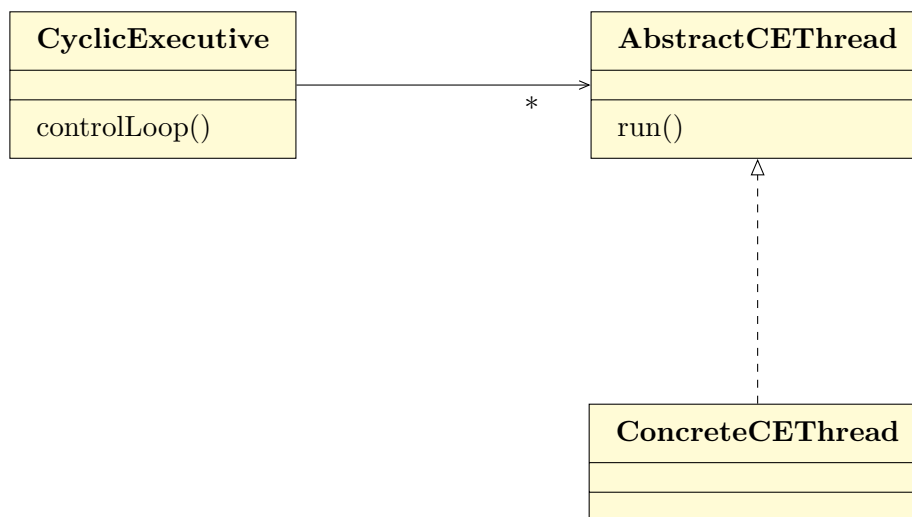 CyclicExecutive
AbstractCEThread
controlLoop()
*
run()
ConcreteCEThread